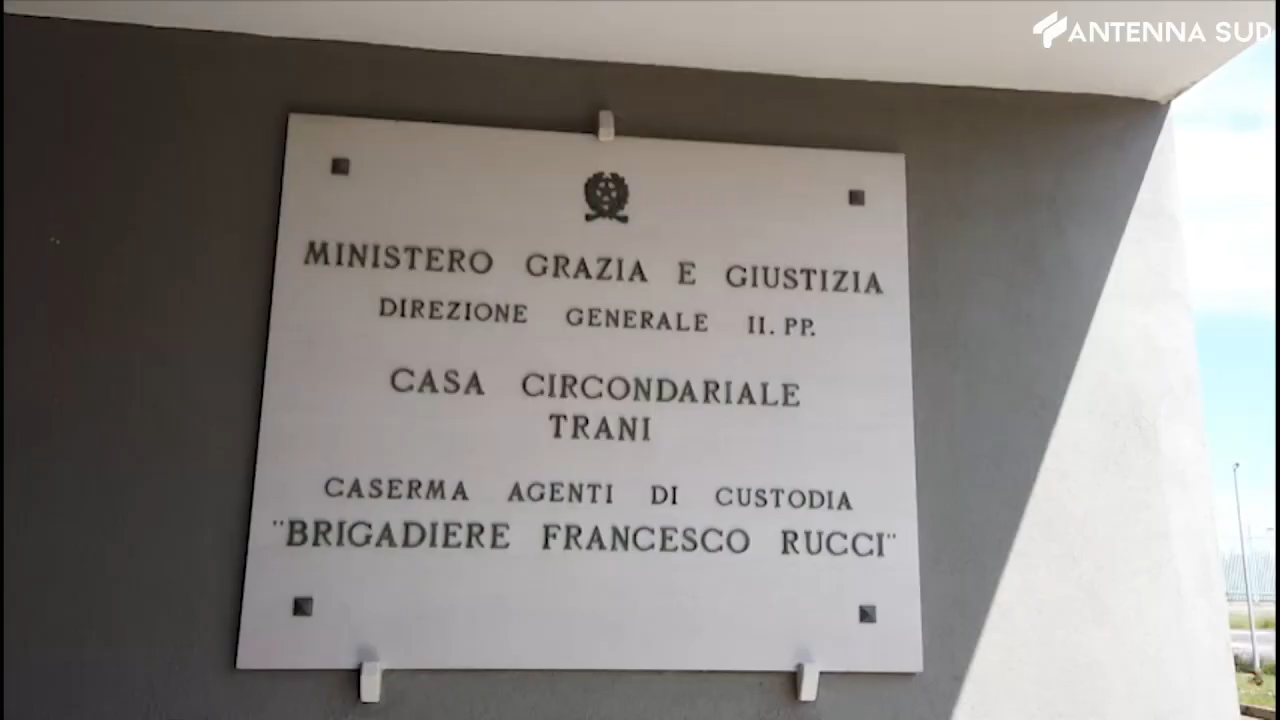 ANTENNA SUD
MINISTERO GRAZIA E GIUSTIZIA
DIREZIONE GENERALE II. PP.
CASA CIRCONDARIALE
TRANI
CASERMA AGENTI DI CUSTODIA
"BRIGADIERE FRANCESCO RUCCI"